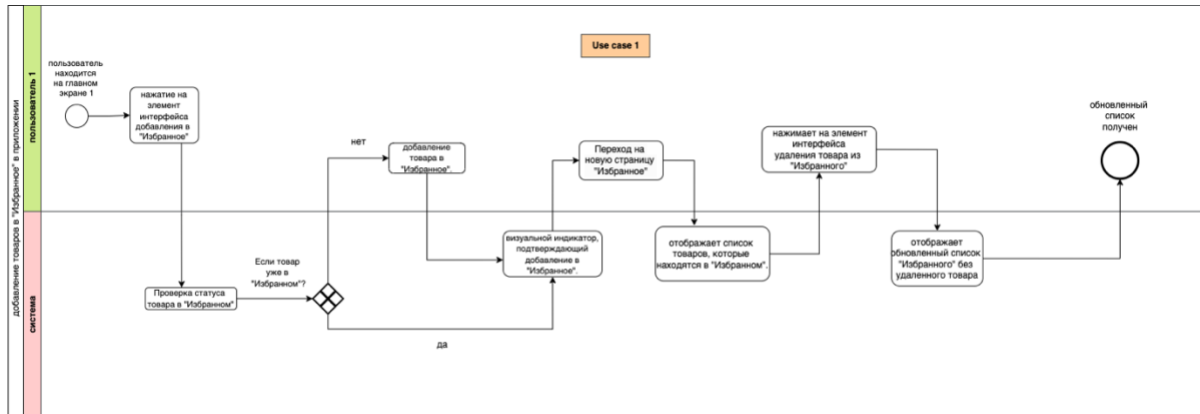 добавление товаров в "Избранное" в приложении
пользователь 1
система
Use case 1
пользователь
находится
на главном
экране 1
нажатие на
элемент
интерфейса
добавления в
"Избранное"
Проверка статуса
товара в "Избранном"
Если товар
уже в
"Избранном"?
нет
да
добавление
товара в
"Избранное".
визуальной индикатор,
подтверждающий
добавление в
"Избранное".
Переход на
новую страницу
"Избранное"
отображает список
товаров, которые
находятся в "Избранном".
нажимает на элемент
интерфейса
удаления товара из
"Избранного"
отображает
обновленный список
"Избранного" без
удаленного товара
обновленный
список
получен